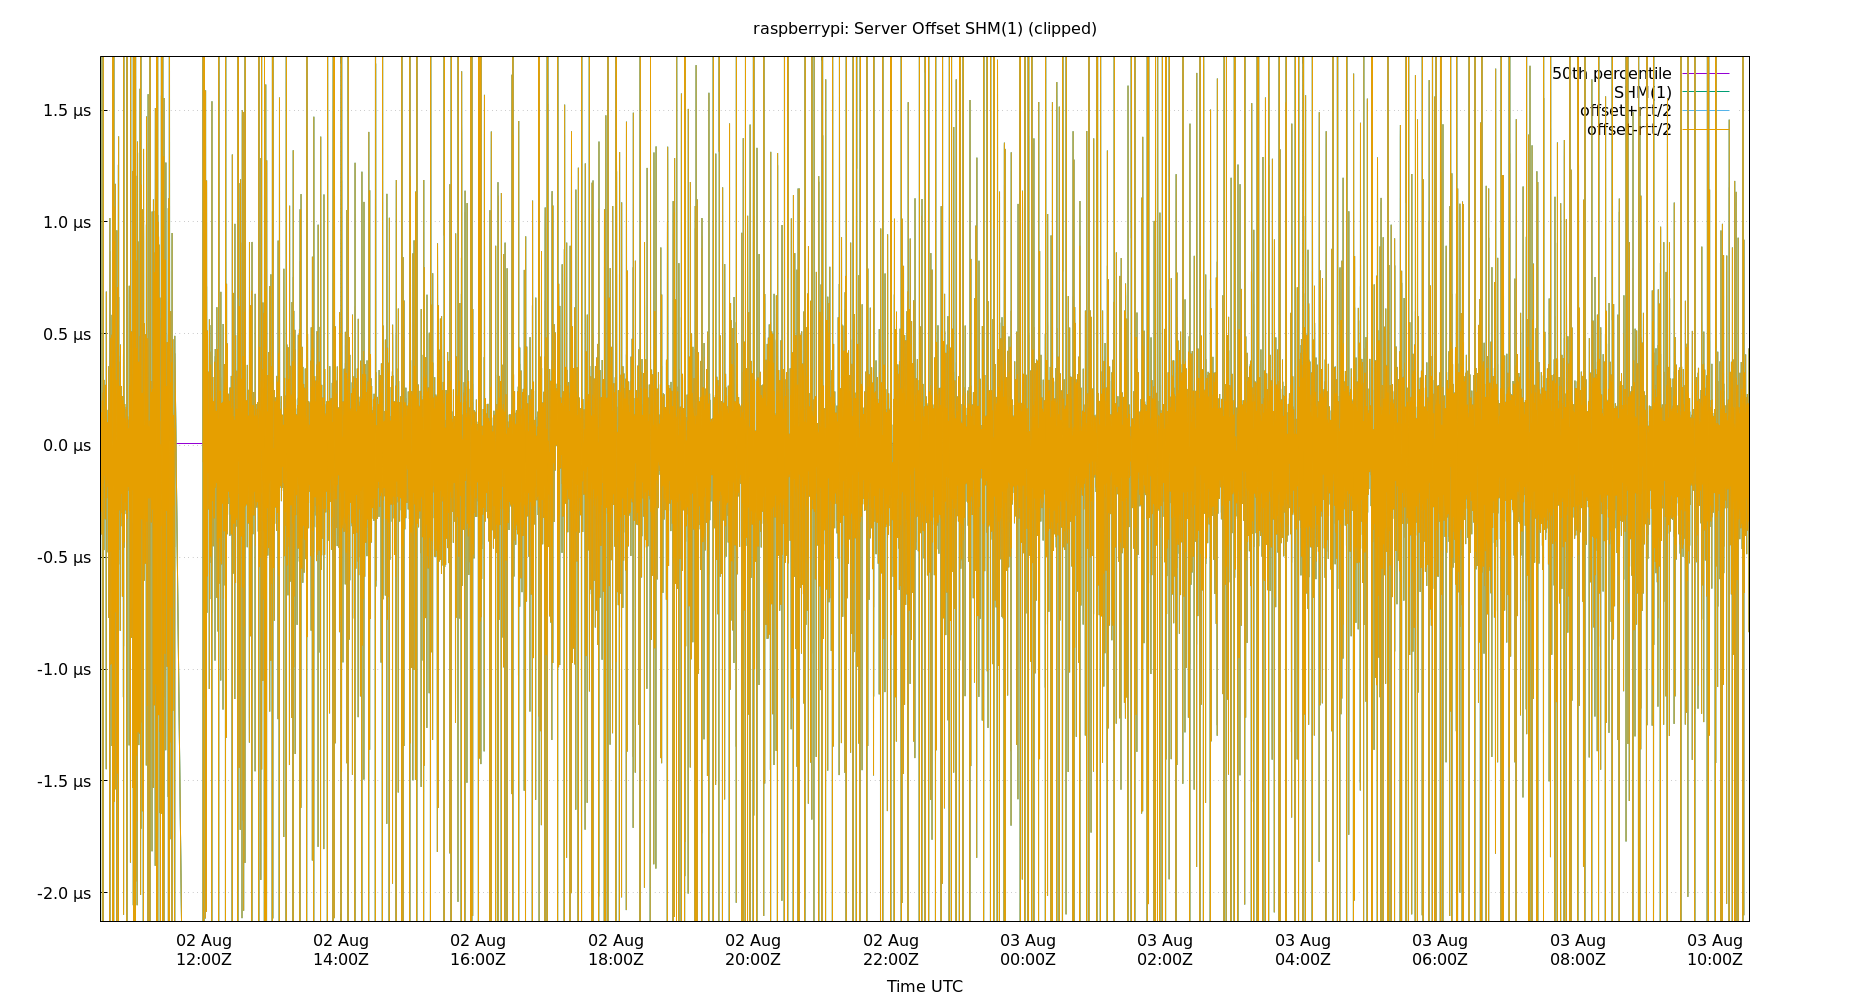 raspberrypi: Server Offset SHM(1) (clipped)
50th percentile
SHM(1)
offset+rtt/2
offset-rtt/2
1.5 µs
1.0 µs
0.5 µs
0.0 µs
-0.5 µs
-1.0 µs
-1.5 µs
-2.0 µs
02 Aug 02 Aug 02 Aug 02 Aug 02 Aug 02 Aug 03 Aug 03 Aug 03 Aug 03 Aug 03 Aug 03 Aug
12:00Z 14:00Z 16:00Z 18:00Z 20:00Z 22:00Z 00:00Z 02:00Z 04:00Z 06:00Z 08:00Z 10:00Z
Time UTC